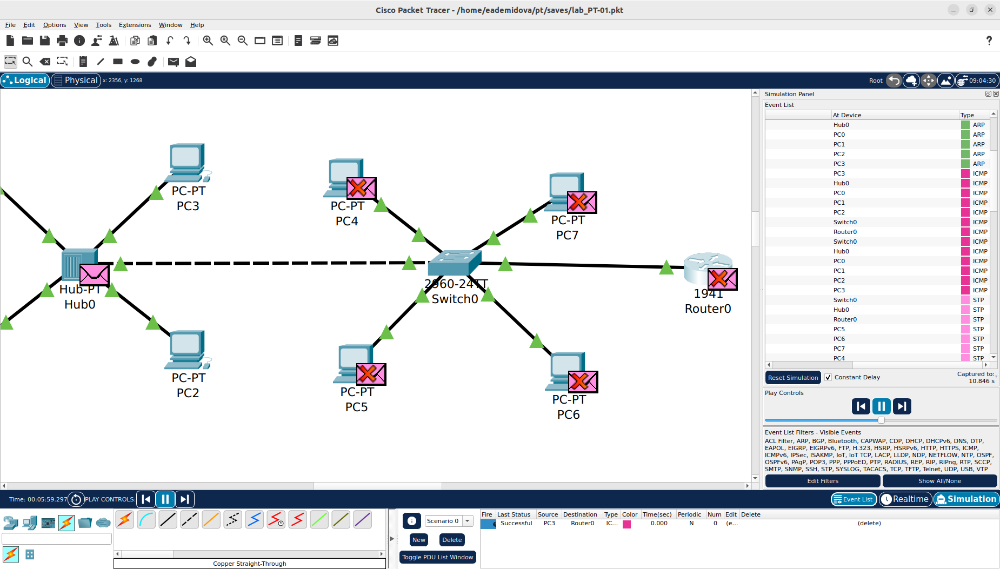 Cisco Packet Tracer - /home/eademidova/pt/saves/lab_PT-01.pkt
File Edit Options View Tools Extensions Window Help
?
Logical Physical x: 2356, y: 1268 Root 09:04:30
PC-PT
PC3
PC-PT
PC4
PC-PT
PC7
Hub-PT
Hub0
2960-24TT
Switch0
1941
Router0
PC-PT
PC2
PC-PT
PC5
PC-PT
PC6
Simulation Panel
Event List
At Device Type
Hub0 ARP
PC0 ARP
PC1 ARP
PC2 ARP
PC3 ARP
PC3 ICMP
Hub0 ICMP
PC0 ICMP
PC1 ICMP
PC2 ICMP
Switch0 ICMP
Router0 ICMP
Switch0 ICMP
Hub0 ICMP
PC0 ICMP
PC1 ICMP
PC2 ICMP
PC3 ICMP
Switch0 STP
Hub0 STP
Router0 STP
PC5 STP
PC6 STP
PC7 STP
PC4 STP
Reset Simulation Constant Delay Captured to:
10.846 s
Play Controls
Event List Filters - Visible Events
ACL Filter, ARP, BGP, Bluetooth, CAPWAP, CDP, DHCP, DHCPv6, DNS, DTP,
EAPOL, EIGRP, EIGRPv6, FTP, H.323, HSRP, HSRPv6, HTTP, HTTPS, ICMP,
ICMPv6, IPSec, ISAKMP, IoT, IoT TCP, LACP, LLDP, NDP, NETFLOW, NTP, OSPF,
OSPFv6, PAgP, POP3, PPP, PPPoED, PTP, RADIUS, REP, RIP, RIPng, RTP, SCCP,
SMTP, SNMP, SSH, STP, SYSLOG, TACACS, TCP, TFTP, Telnet, UDP, USB, VTP
Edit Filters Show All/None
Time: 00:05:59.297 PLAY CONTROLS: Event List Realtime Simulation
Copper Straight-Through
Scenario 0
New Delete
Toggle PDU List Window
Fire Last Status Source Destination Type Color Time(sec) Periodic Num Edit Delete
Successful PC3 Router0 IC... 0.000 N 0 (e... (delete)